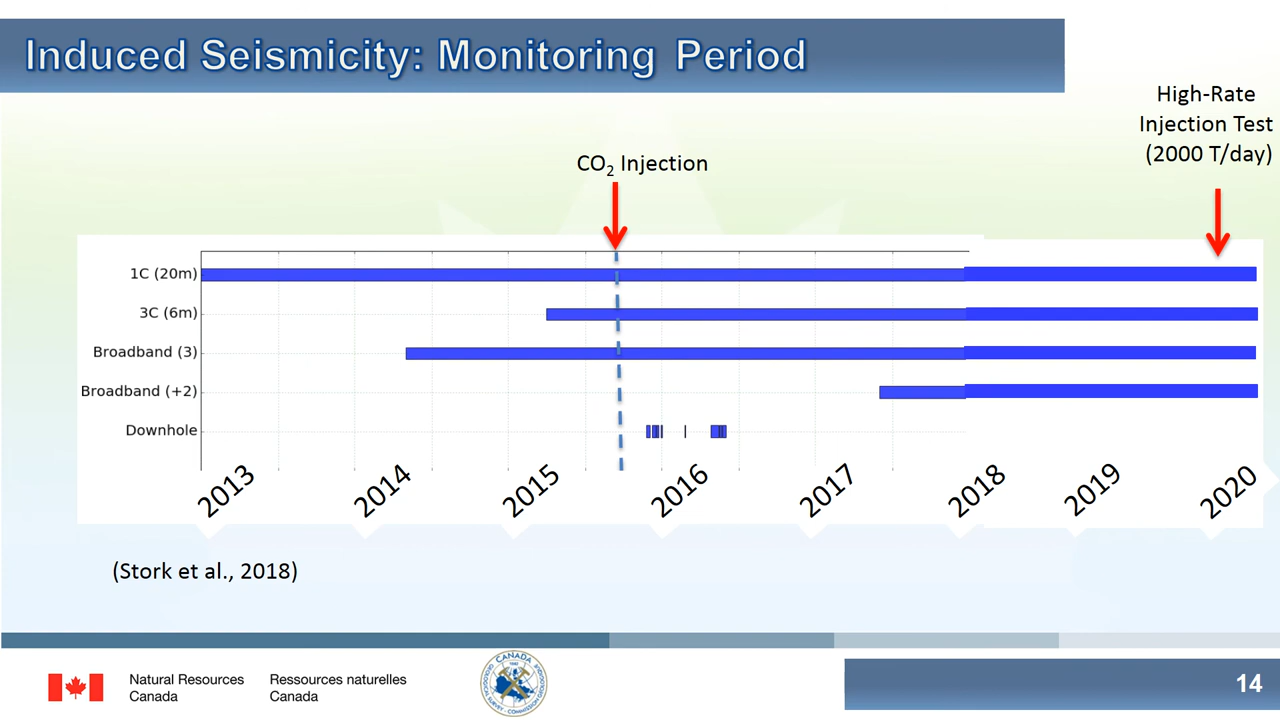 Induced Seismicity: Monitoring Period
High-Rate
Injection Test
(2000 T/day)
CO₂ Injection
1C (20m)
3C (6m)
Broadband (3)
Broadband (+2)
Downhole
2013
2014
2015
2016
2017
2018
2019
2020
(Stork et al., 2018)
Natural Resources
Canada
Ressources naturelles
Canada
CANADA
14